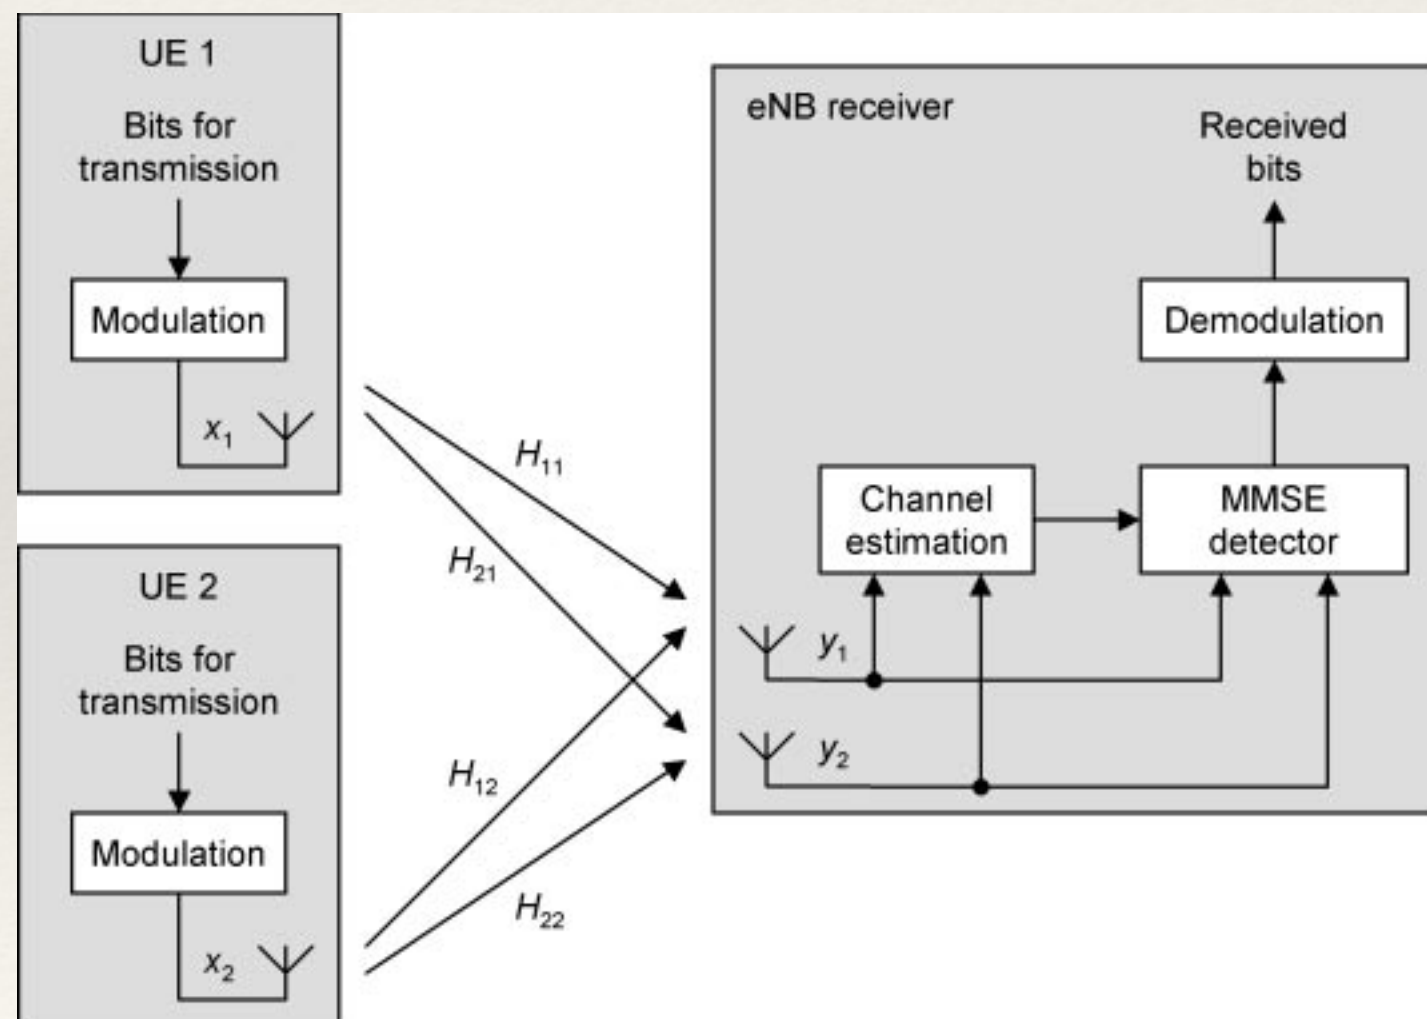 UE 1
Bits for
transmission
Modulation
x1
UE 2
Bits for
transmission
Modulation
x2
H11
H21
H12
H22
eNB receiver
Received
bits
Demodulation
Channel
estimation
MMSE
detector
y1
y2